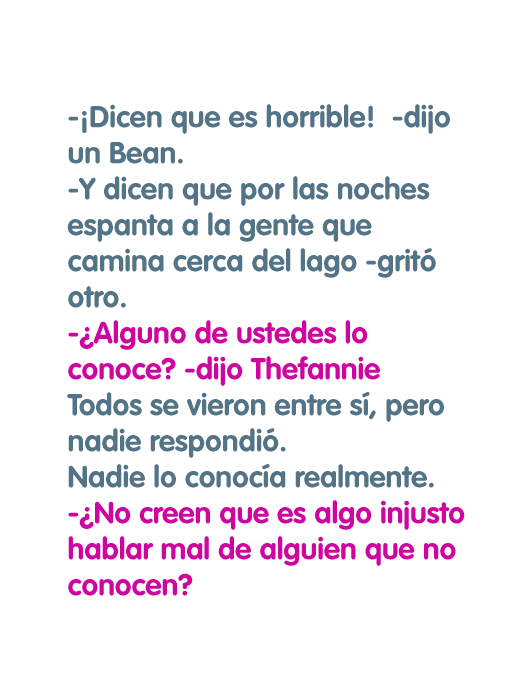 -¡Dicen que es horrible!  -dijo
un Bean.
-Y dicen que por las noches
espanta a la gente que
camina cerca del lago -gritó
otro.
-¿Alguno de ustedes lo
conoce? -dijo Thefannie
Todos se vieron entre sí, pero
nadie respondió.
Nadie lo conocía realmente.
-¿No creen que es algo injusto
hablar mal de alguien que no
conocen?